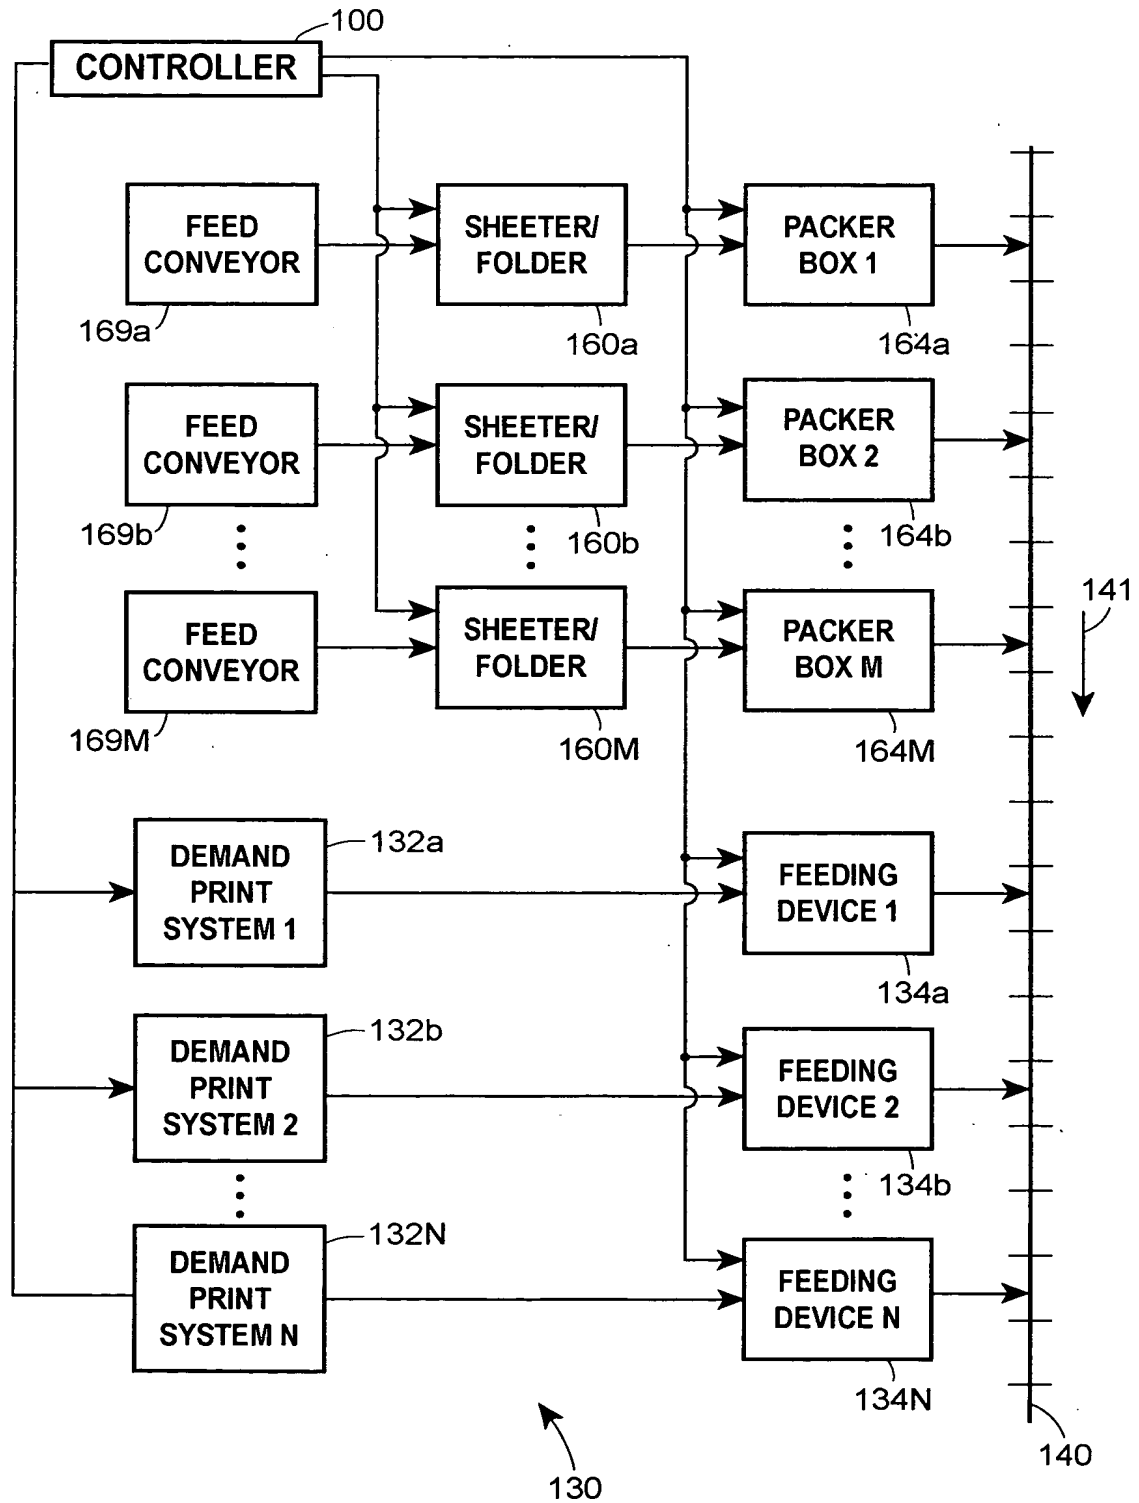 100
CONTROLLER
FEED
CONVEYOR
169a
SHEETER/
FOLDER
160a
PACKER
BOX 1
164a
FEED
CONVEYOR
169b
SHEETER/
FOLDER
160b
PACKER
BOX 2
164b
141
FEED
CONVEYOR
169M
SHEETER/
FOLDER
160M
PACKER
BOX M
164M
DEMAND
PRINT
SYSTEM 1
132a
FEEDING
DEVICE 1
134a
DEMAND
PRINT
SYSTEM 2
132b
FEEDING
DEVICE 2
134b
DEMAND
PRINT
SYSTEM N
132N
FEEDING
DEVICE N
134N
140
130